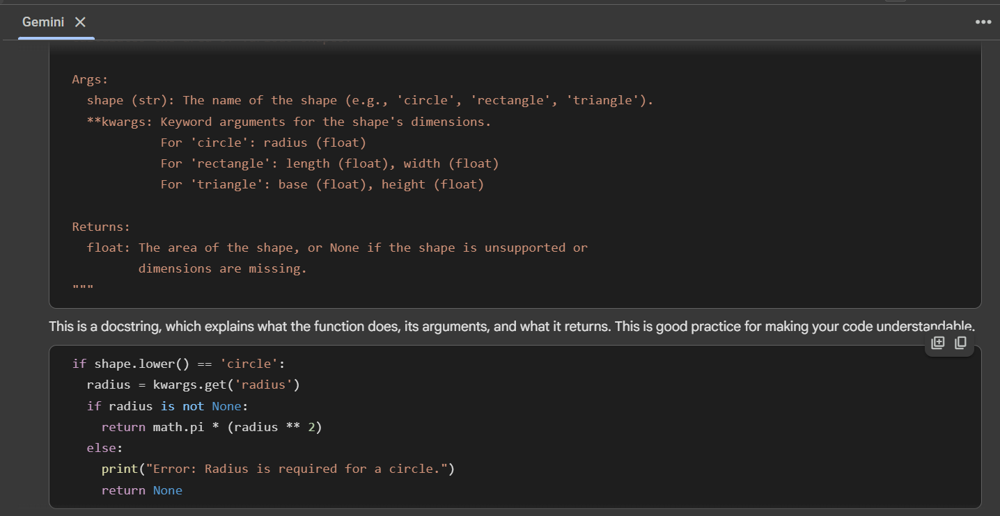 Gemini
Args:
shape (str): The name of the shape (e.g., 'circle', 'rectangle', 'triangle').
**kwargs: Keyword arguments for the shape's dimensions.
For 'circle': radius (float)
For 'rectangle': length (float), width (float)
For 'triangle': base (float), height (float)
Returns:
float: The area of the shape, or None if the shape is unsupported or
dimensions are missing.
"""
This is a docstring, which explains what the function does, its arguments, and what it returns. This is good practice for making your code understandable.
if shape.lower() == 'circle':
radius = kwargs.get('radius')
if radius is not None:
return math.pi * (radius ** 2)
else:
print("Error: Radius is required for a circle.")
return None